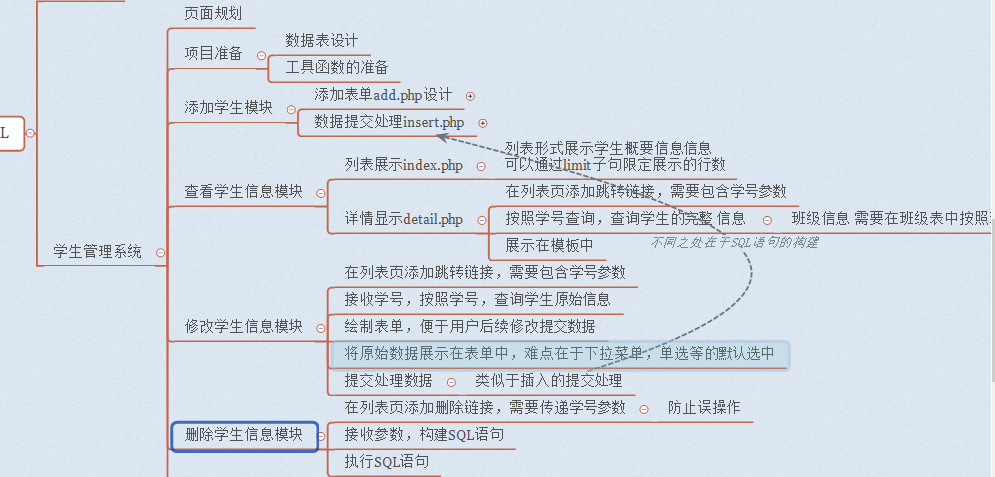 页面规划
数据表设计
项目准备
工具函数的准备
添加表单add.php设计
添加学生模块
数据提交处理insert.php
L
列表形式展示学生概要信息信息
列表展示index.php
可以通过limit子句限定展示的行数
查看学生信息模块
在列表页添加跳转链接，需要包含学号参数
详情显示detail.php
按照学号查询，查询学生的完整 信息
班级信息 需要在班级表中按照
不同之处在于SQL语句的构建
展示在模板中
学生管理系统
在列表页添加跳转链接，需要包含学号参数
接收学号，按照学号，查询学生原始信息
修改学生信息模块
绘制表单，便于用户后续修改提交数据
将原始数据展示在表单中，难点在于下拉菜单，单选等的默认选中
提交处理数据
类似于插入的提交处理
在列表页添加删除链接，需要传递学号参数
防止误操作
删除学生信息模块
接收参数，构建SQL语句
执行SQL语句